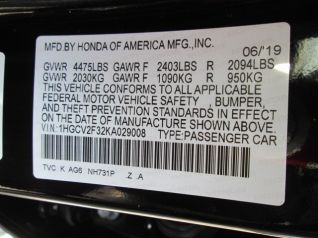 MFD. BY HONDA OF AMERICA MFG., INC. 06/19
GVWR 4475LBS GAWR F 2403LBS R 2094LBS
GVWR 2030KG GAWR F 1090KG R 950KG
THIS VEHICLE CONFORMS TO ALL APPLICABLE
FEDERAL MOTOR VEHICLE SAFETY, BUMPER,
AND THEFT PREVENTION STANDARDS IN EFFECT
ON THE DATE OF MANUFACTURE SHOWN ABOVE.
V I N : 1HGCV2F32KA029008 TYPE:PASSENGER CAR
TVC K AG6 NH731P Z A